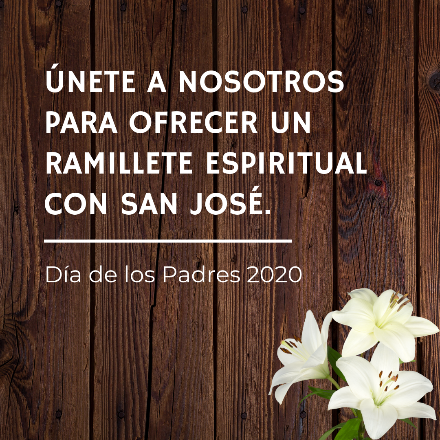 ÚNETE A NOSOTROS
PARA OFRECER UN
RAMILLETE ESPIRITUAL
CON SAN JOSÉ.
Día de los Padres 2020